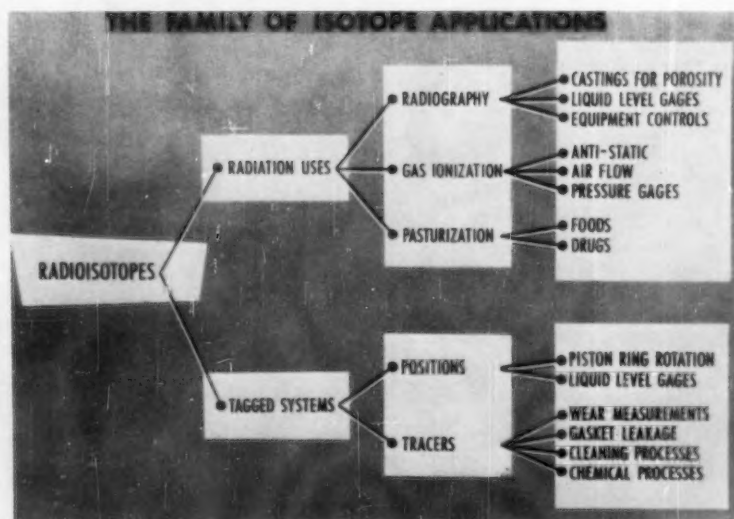 THE FAMILY OF ISOTOPE APPLICATIONS
RADIOISOTOPES
RADIATION USES
RADIOGRAPHY
CASTINGS FOR POROSITY
LIQUID LEVEL GAGES
EQUIPMENT CONTROLS
GAS IONIZATION
ANTI-STATIC
AIR FLOW
PRESSURE GAGES
PASTURIZATION
FOODS
DRUGS
TAGGED SYSTEMS
POSITIONS
PISTON RING ROTATION
LIQUID LEVEL GAGES
TRACERS
WEAR MEASUREMENTS
GASKET LEAKAGE
CLEANING PROCESSES
CHEMICAL PROCESSES